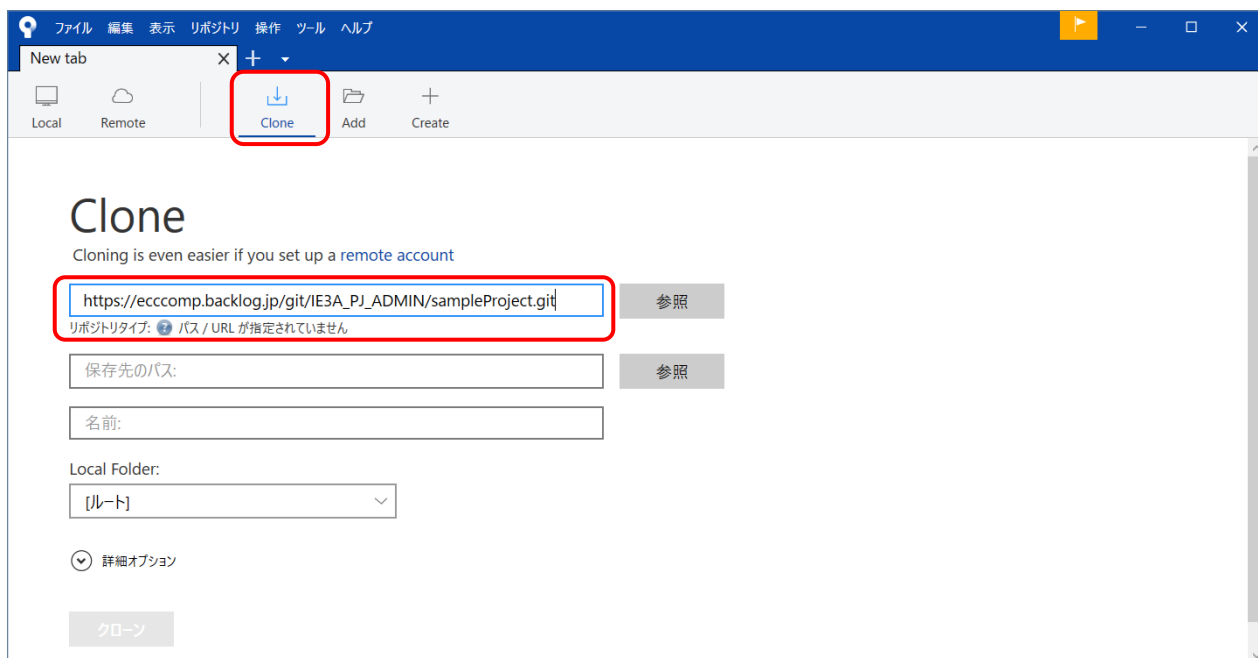 ファイル 編集 表示 リポジトリ 操作 ツール ヘルプ
New tab
Local Remote Clone Add Create
Clone
Cloning is even easier if you set up a remote account
https://ecccomp.backlog.jp/git/IE3A_PJ_ADMIN/sampleProject.git 参照
リポジトリタイプ: ? パス / URL が指定されていません
保存先のパス: 参照
名前:
Local Folder:
[ルート]
詳細オプション
クローン